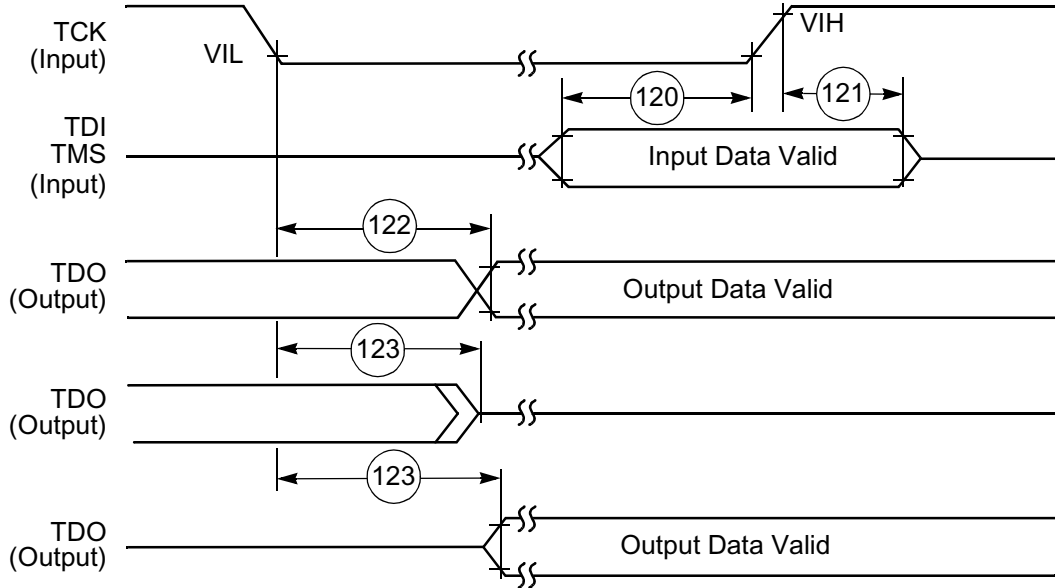 TCK
(Input)
VIL
VIH
120
121
TDI
TMS
(Input)
Input Data Valid
122
TDO
(Output)
Output Data Valid
123
TDO
(Output)
123
TDO
(Output)
Output Data Valid